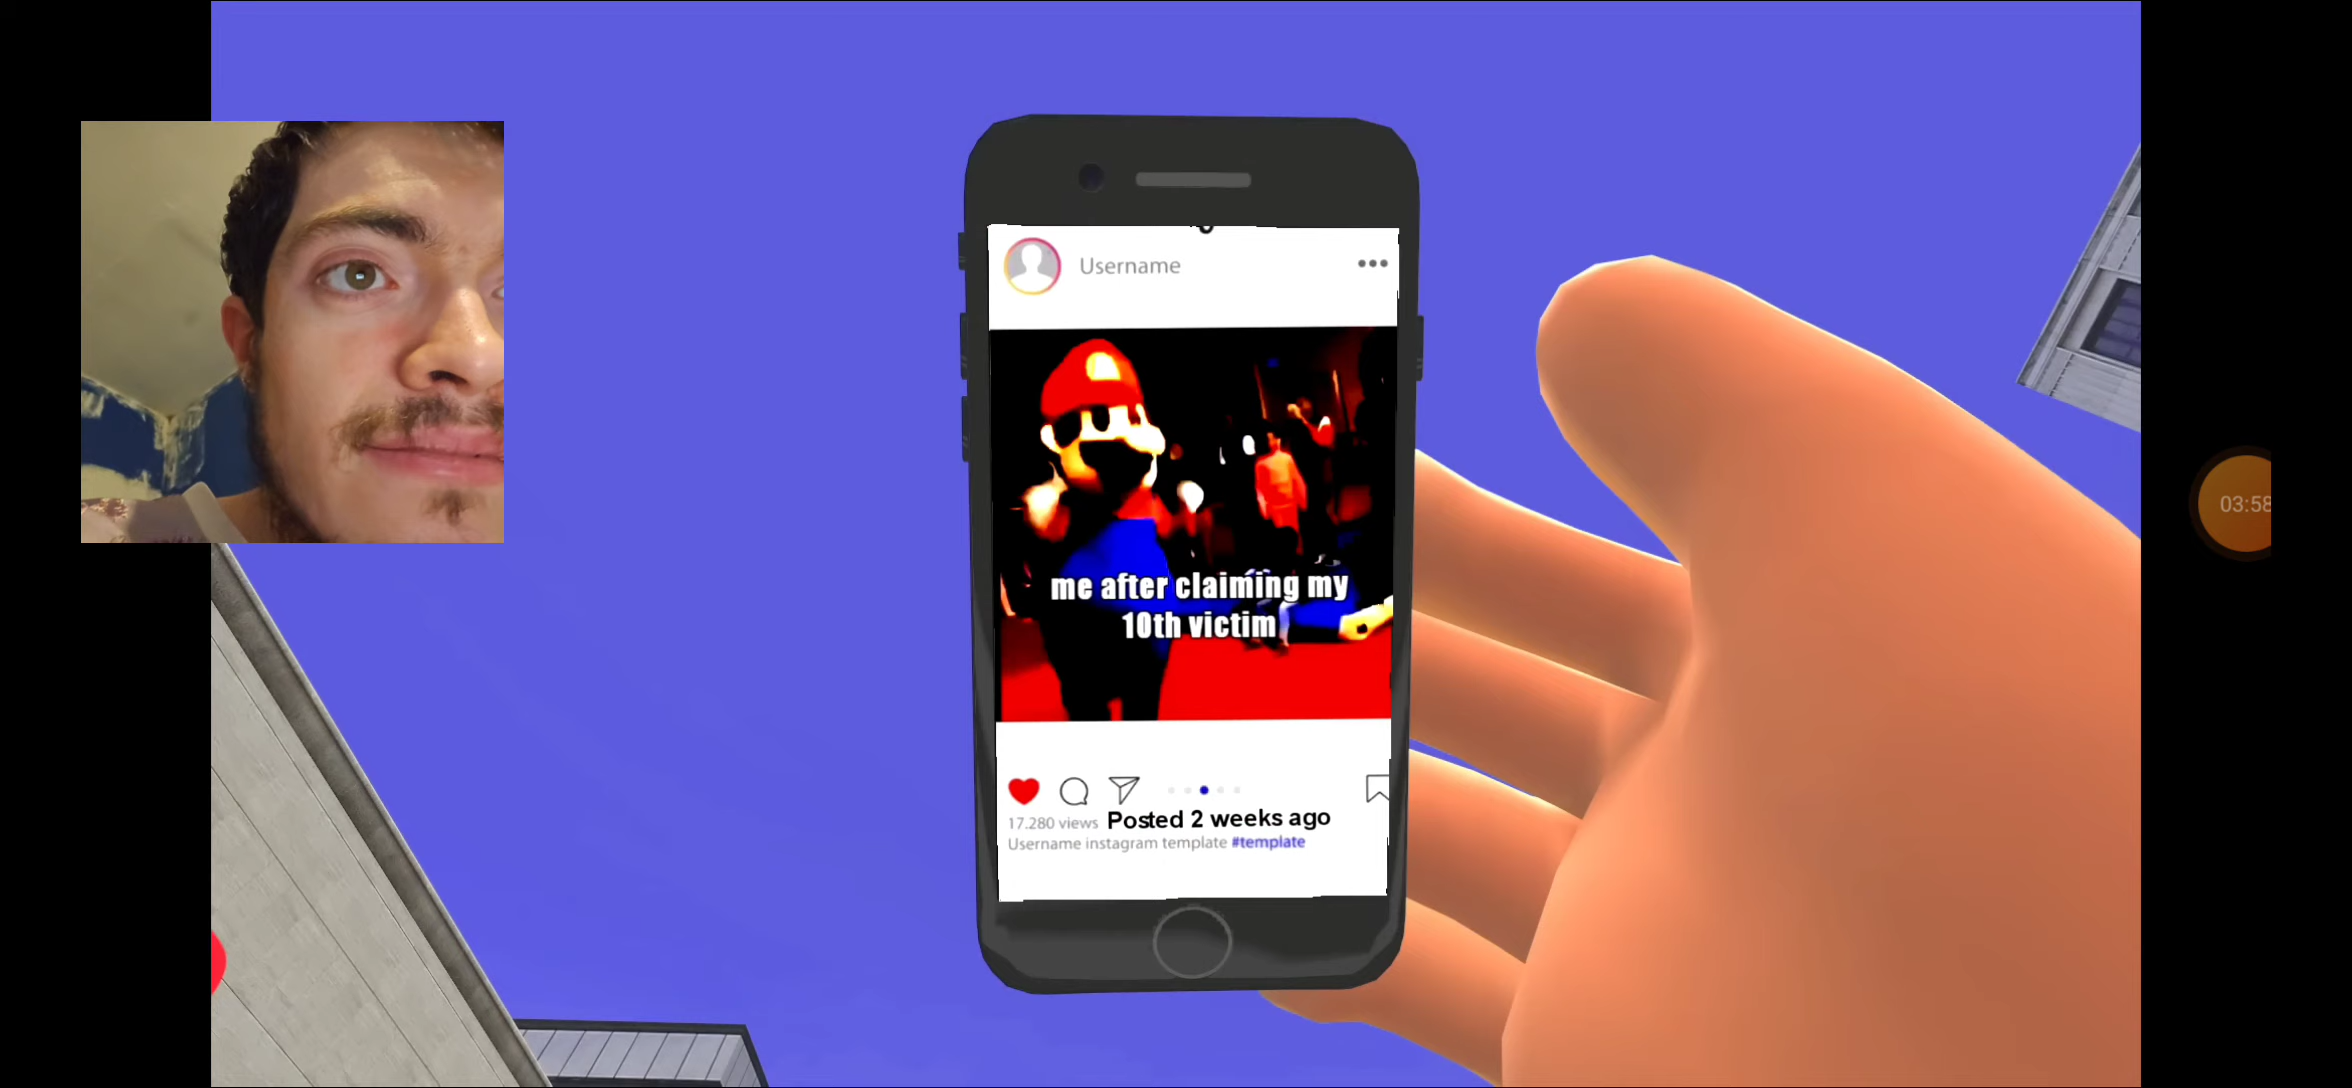 Username
me after claiming my
10th victim
17.280 views Posted 2 weeks ago
Username instagram template #template
03:58